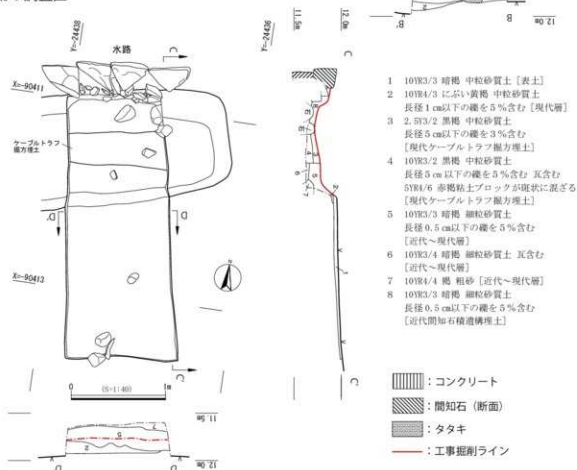 Y=-24438
Y=-24436
水路
C
11.5m
12.0m
C
B'
B
12.0m
X=-90411
ケーブルトラフ
掘方埋土
D'
D
X=-90413
C'
C'
0
(S=1:40)
1m
11.5m
12.0m
D'
D
1 10YR3/3 暗褐 中粒砂質土 [表土]
2 10YR4/3 にぶい黄褐 中粒砂質土
長径1cm以下の礫を5%含む [現代層]
3 2.5Y3/2 黒褐 中粒砂質土
長径5cm以下の礫を3%含む
[現代ケーブルトラフ掘方埋土]
4 10YR3/2 黒褐 中粒砂質土
長径5cm以下の礫を5%含む 瓦含む
5YR4/6 赤褐粘土ブロックが斑状に混ざる
[現代ケーブルトラフ掘方埋土]
5 10YR3/3 暗褐 細粒砂質土
長径0.5cm以下の礫を5%含む
[近代～現代層]
6 10YR3/4 暗褐 細粒砂質土 瓦含む
[近代～現代層]
7 10YR4/4 褐 粗砂 [近代～現代層]
8 10YR3/3 暗褐 細粒砂質土
長径0.5cm以下の礫を5%含む
[近代間知石積遺構埋土]
：コンクリート
：間知石（断面）
：タタキ
：工事掘削ライン